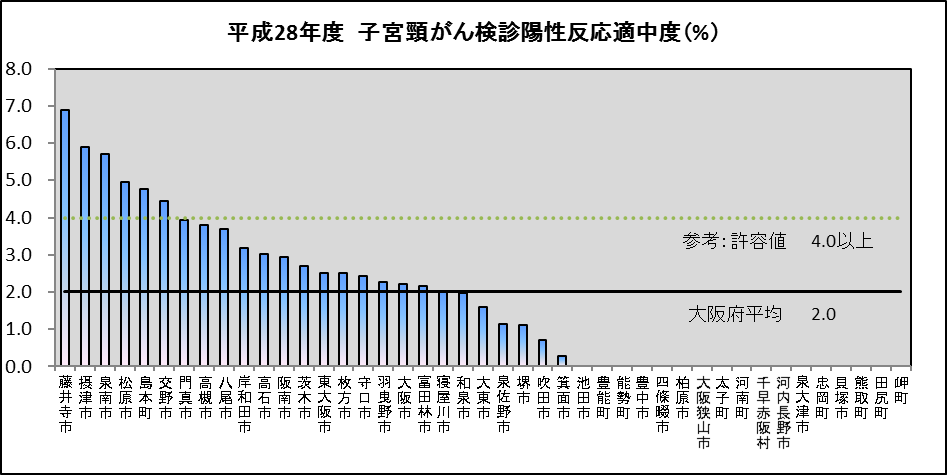 平成28年度 子宮頸がん検診陽性反応適中度(%)
8.0
7.0
6.0
5.0
4.0
3.0
2.0
1.0
0.0
参考:許容値 4.0以上
大阪府平均 2.0
藤井寺市
摂津市
泉南市
松原市
島本町
交野市
門真市
高槻市
八尾市
岸和田市
高石市
阪南市
茨木市
東大阪市
枚方市
守口市
羽曳野市
大阪市
富田林市
寝屋川市
和泉市
大東市
泉佐野市
堺市
吹田市
箕面市
池田市
豊能町
能勢町
豊中市
四條畷市
柏原市
大阪狭山市
太子町
河南町
千早赤阪村
河内長野市
泉大津市
忠岡町
貝塚市
熊取町
田尻町
岬町